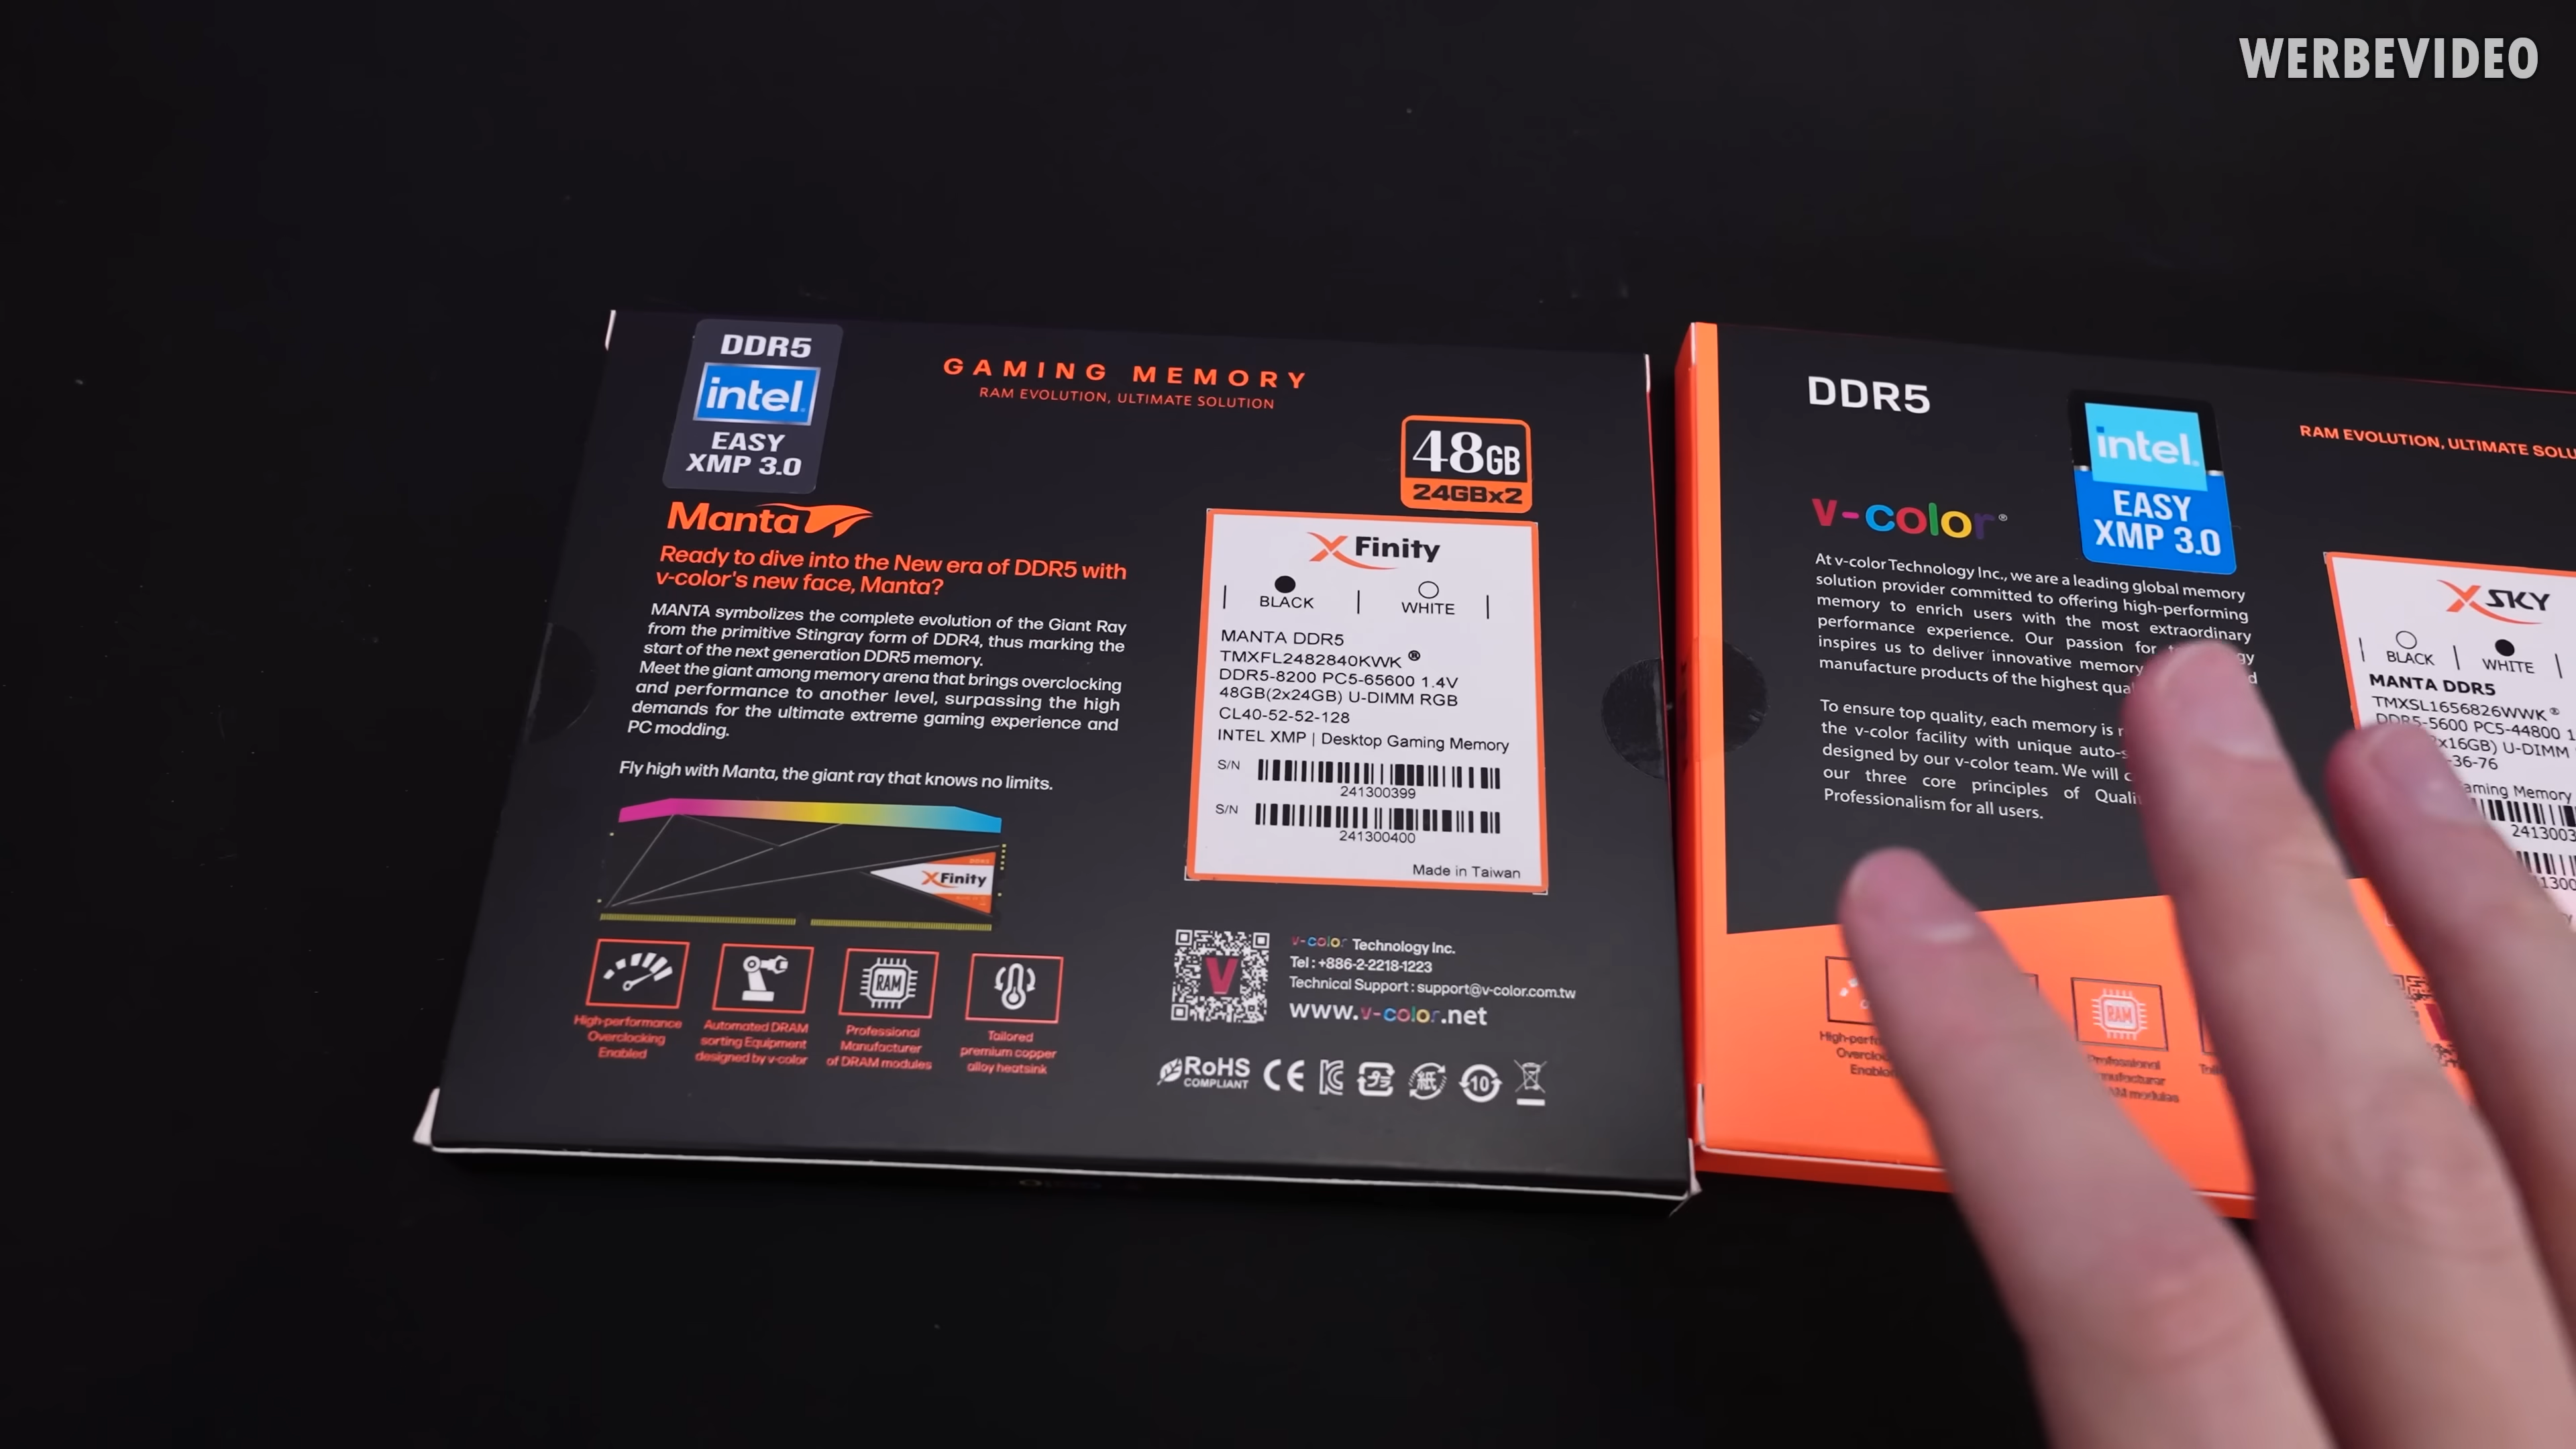 WERBEVIDEO
DDR5
intel.
EASY
XMP 3.0
GAMING MEMORY
RAM EVOLUTION, ULTIMATE SOLUTION
48GB
24GBx2
Manta
Ready to dive into the New era of DDR5 with
v-color's new face, Manta?
MANTA symbolizes the complete evolution of the Giant Ray
from the primitive Stingray form of DDR4, thus marking the
start of the next generation DDR5 memory.
Meet the giant among memory arena that brings overclocking
and performance to another level, surpassing the high
demands for the ultimate extreme gaming experience and
PC modding.
Fly high with Manta, the giant ray that knows no limits.
XFinity
High-performance
Overclocking
Enabled
Automated DRAM
sorting Equipment
designed by v-color
RAM
Professional
Manufacturer
of DRAM modules
Tailored
premium copper
alloy heatsink
XFinity
BLACK
WHITE
MANTA DDR5
TMXFL2482840KWK ®
DDR5-8200 PC5-65600 1.4V
48GB(2x24GB) U-DIMM RGB
CL40-52-52-128
INTEL XMP | Desktop Gaming Memory
S/N
241300399
S/N
241300400
Made in Taiwan
V
v-color Technology Inc.
Tel : +886-2-2218-1223
Technical Support : support@v-color.com.tw
www.v-color.net
RoHS
COMPLIANT
CE
紙
10
DDR5
intel.
EASY
XMP 3.0
RAM EVOLUTION, ULTIMATE
v-color®
At v-color Technology Inc., we are a leading global memory
solution provider committed to offering high-performing
memory to enrich users with the most extraordinary
performance experience. Our passion for
inspires us to deliver innovative memory
manufacture products of the highest
To ensure top quality, each memory is
the v-color facility with unique
designed by our v-color team. We will
our three core principles of
Professionalism for all users.
XSKY
BLACK
WHITE
MANTA DDR5
TMXSL1656826WWK ®
DDR5-5600 PC5-44800
U-DIMM
-36-76
Memory
RAM